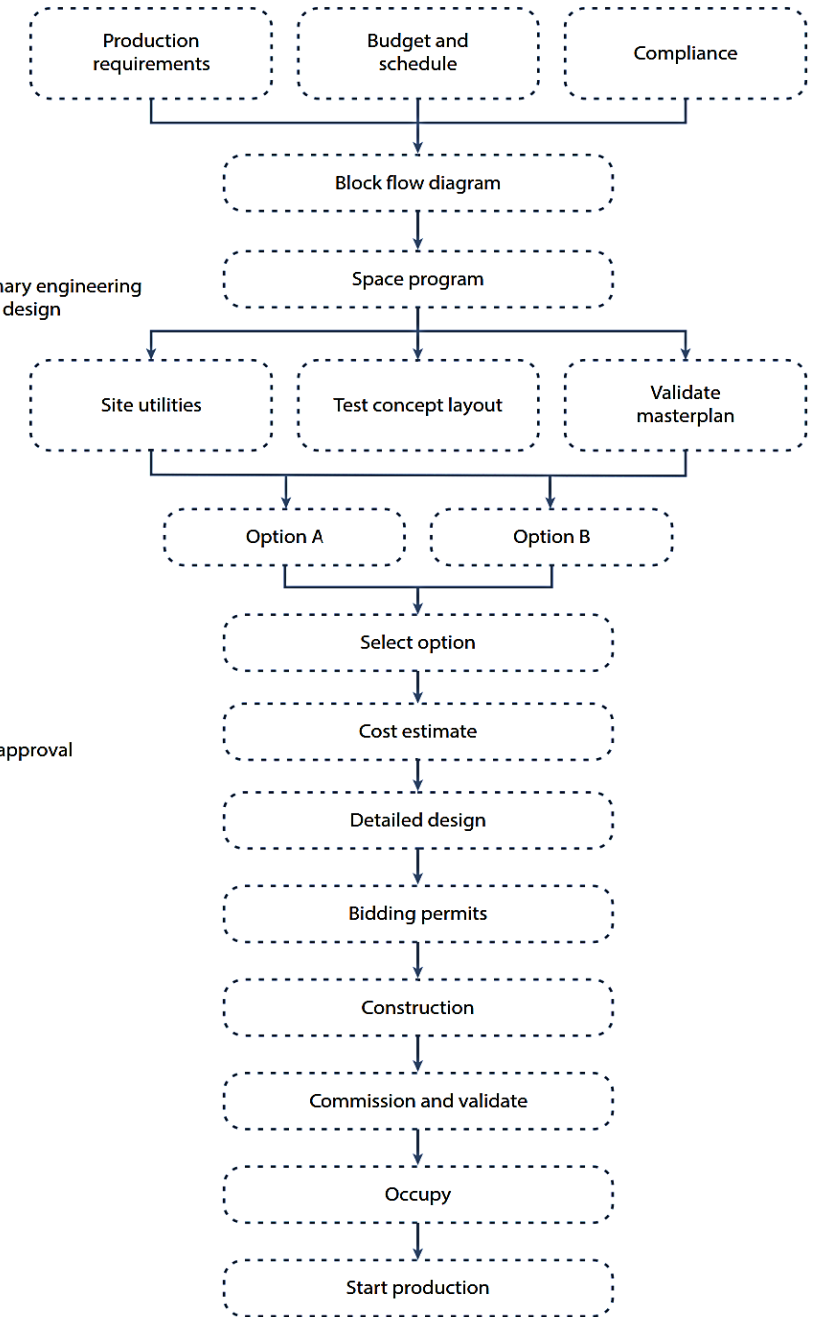 Production
requirements
Budget and
schedule
Compliance
Block flow diagram
Space program
engineering
design
Site utilities
Test concept layout
Validate
masterplan
Option A
Option B
Select option
Cost estimate
approval
Detailed design
Bidding permits
Construction
Commission and validate
Occupy
Start production